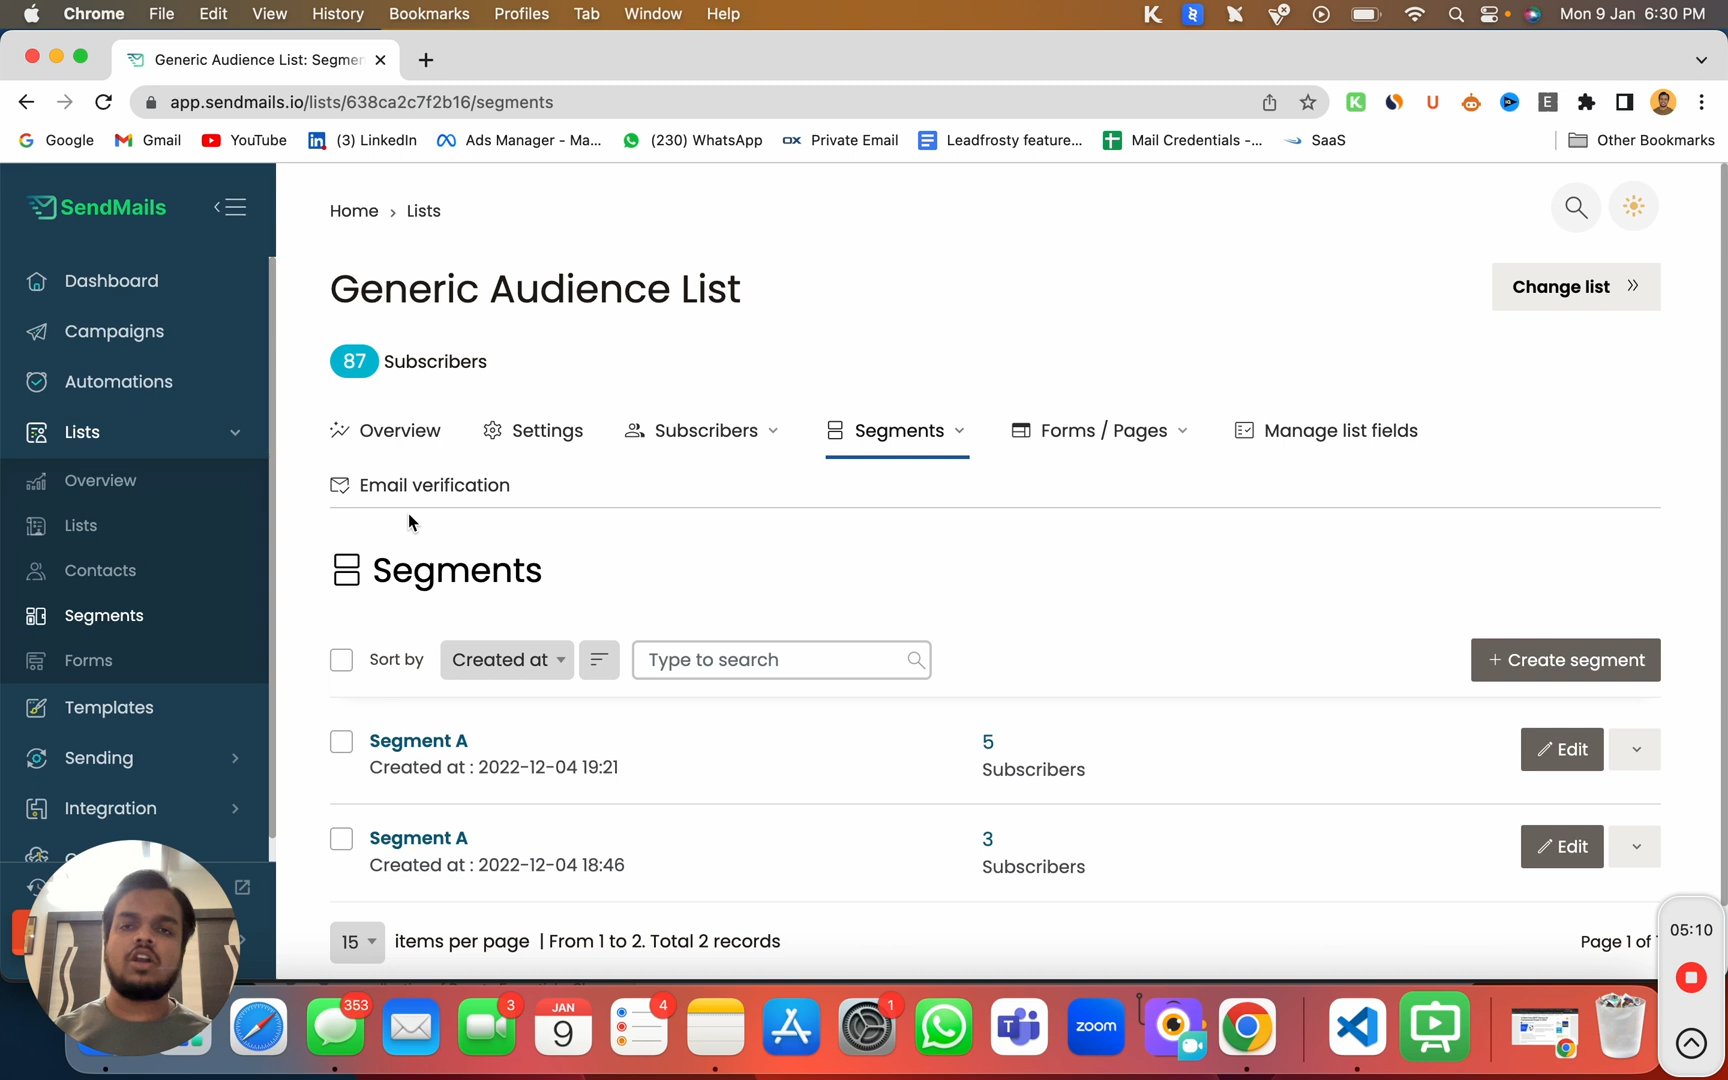 Chrome File Edit View History Bookmarks Profiles Tab Window Help Mon 9 Jan 6:30 PM
Generic Audience List: Segmen
app.sendmails.io/lists/638ca2c7f2b16/segments
Google Gmail YouTube (3) LinkedIn Ads Manager - Ma... (230) WhatsApp Private Email Leadfrosty feature... Mail Credentials -... SaaS Other Bookmarks
SendMails
Home › Lists
Dashboard
Generic Audience List
Change list
Campaigns
87 Subscribers
Automations
Lists
Overview Settings Subscribers Segments Forms / Pages Manage list fields
Overview
Email verification
Lists
Contacts
Segments
Segments
Forms
Sort by Created at Type to search + Create segment
Templates
Segment A 5 Edit
Created at : 2022-12-04 19:21 Subscribers
Sending
Integration
Segment A 3 Edit
Created at : 2022-12-04 18:46 Subscribers
15 items per page | From 1 to 2. Total 2 records Page 1 of
05:10
353 3 JAN 9 4 1 zoom